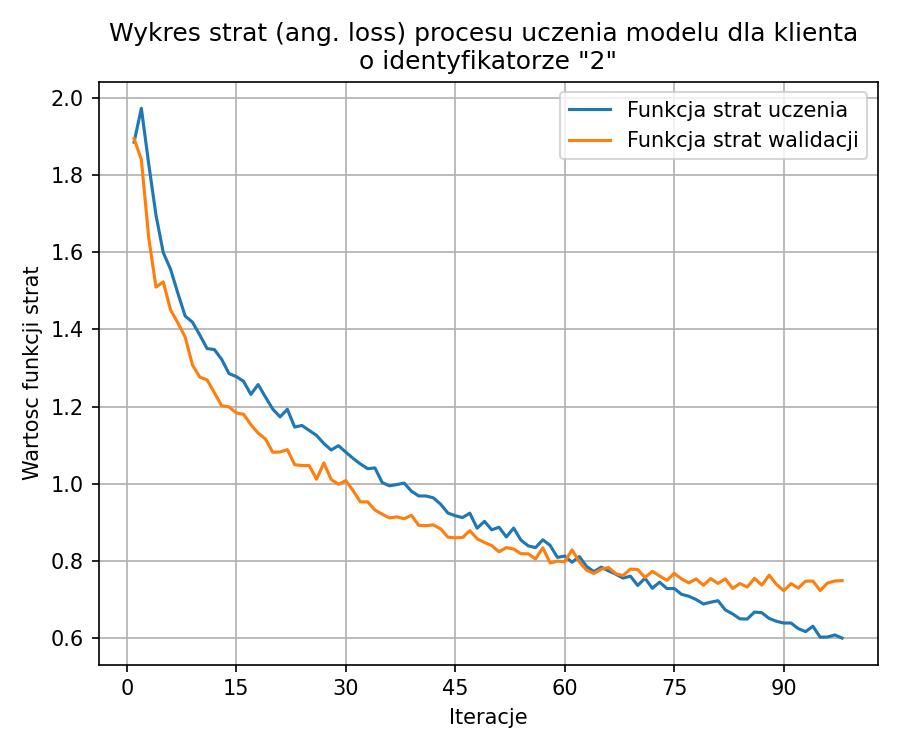 Wykres strat (ang. loss) procesu uczenia modelu dla klienta
o identyfikatorze "2"
Funkcja strat uczenia
Funkcja strat walidacji
Wartosc funkcji strat
2.0
1.8
1.6
1.4
1.2
1.0
0.8
0.6
0 15 30 45 60 75 90
Iteracje